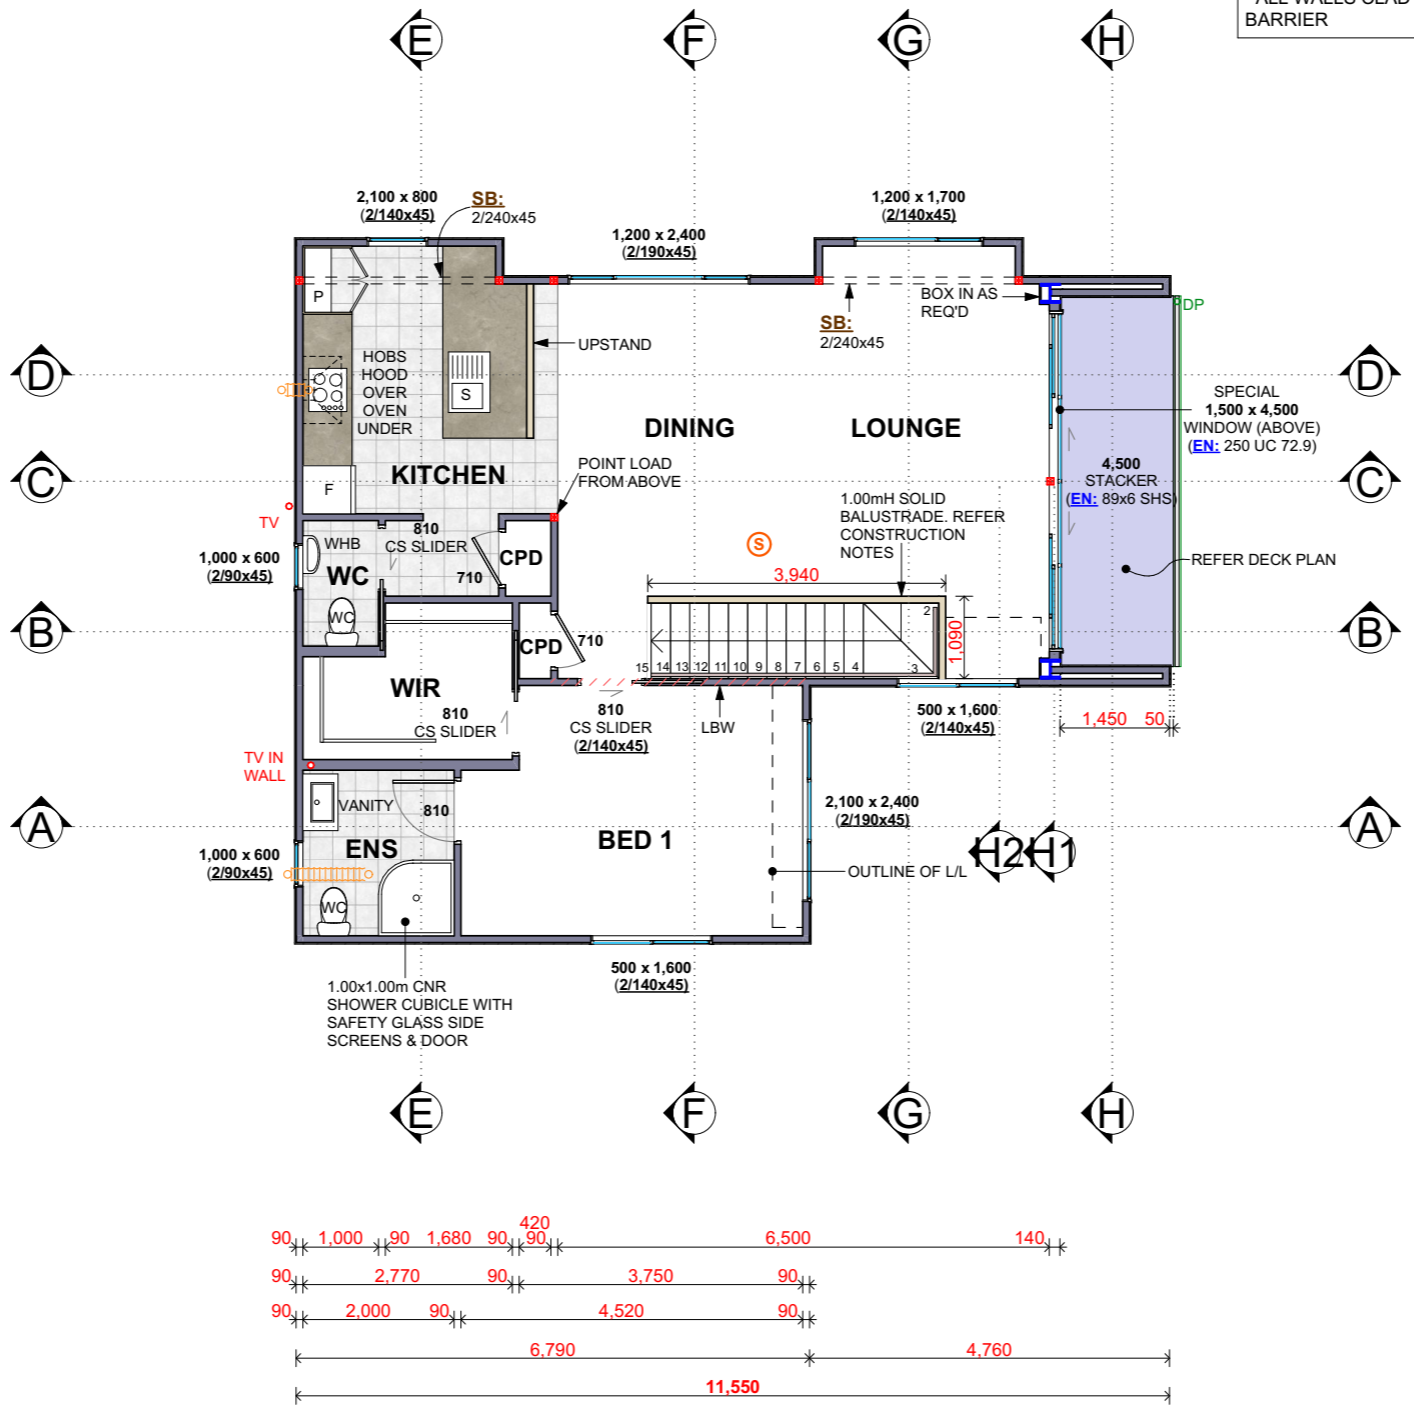 BARRIER
E
F
G
H
2,100 x 800
(2/140x45)
SB:
2/240x45
1,200 x 2,400
(2/190x45)
1,200 x 1,700
(2/140x45)
P
BOX IN AS
REQ'D
DP
SB:
2/240x45
UPSTAND
HOBS
HOOD
OVER
OVEN
UNDER
S
D
D
SPECIAL
1,500 x 4,500
WINDOW (ABOVE)
(EN: 250 UC 72.9)
DINING
LOUNGE
KITCHEN
POINT LOAD
FROM ABOVE
4,500
STACKER
(EN: 89x6 SHS)
C
C
F
TV
1.00mH SOLID
BALUSTRADE. REFER
CONSTRUCTION
NOTES
810
CS SLIDER
WHB
WC
CPD
710
S
1,000 x 600
(2/90x45)
REFER DECK PLAN
3,940
WC
2
1,090
B
B
CPD
710
15 14 13 12 11 10 9 8 7 6 5 4 3
WIR
810
CS SLIDER
810
CS SLIDER
(2/140x45)
LBW
500 x 1,600
(2/140x45)
1,450 50
TV IN
WALL
VANITY
810
2,100 x 2,400
(2/190x45)
A
A
ENS
BED 1
H2
H1
1,000 x 600
(2/90x45)
OUTLINE OF L/L
WC
500 x 1,600
(2/140x45)
1.00x1.00m CNR
SHOWER CUBICLE WITH
SAFETY GLASS SIDE
SCREENS & DOOR
E
F
G
H
420
90 1,000 90 1,680 90 90 6,500 140
90 2,770 90 3,750 90
90 2,000 90 4,520 90
6,790 4,760
11,550